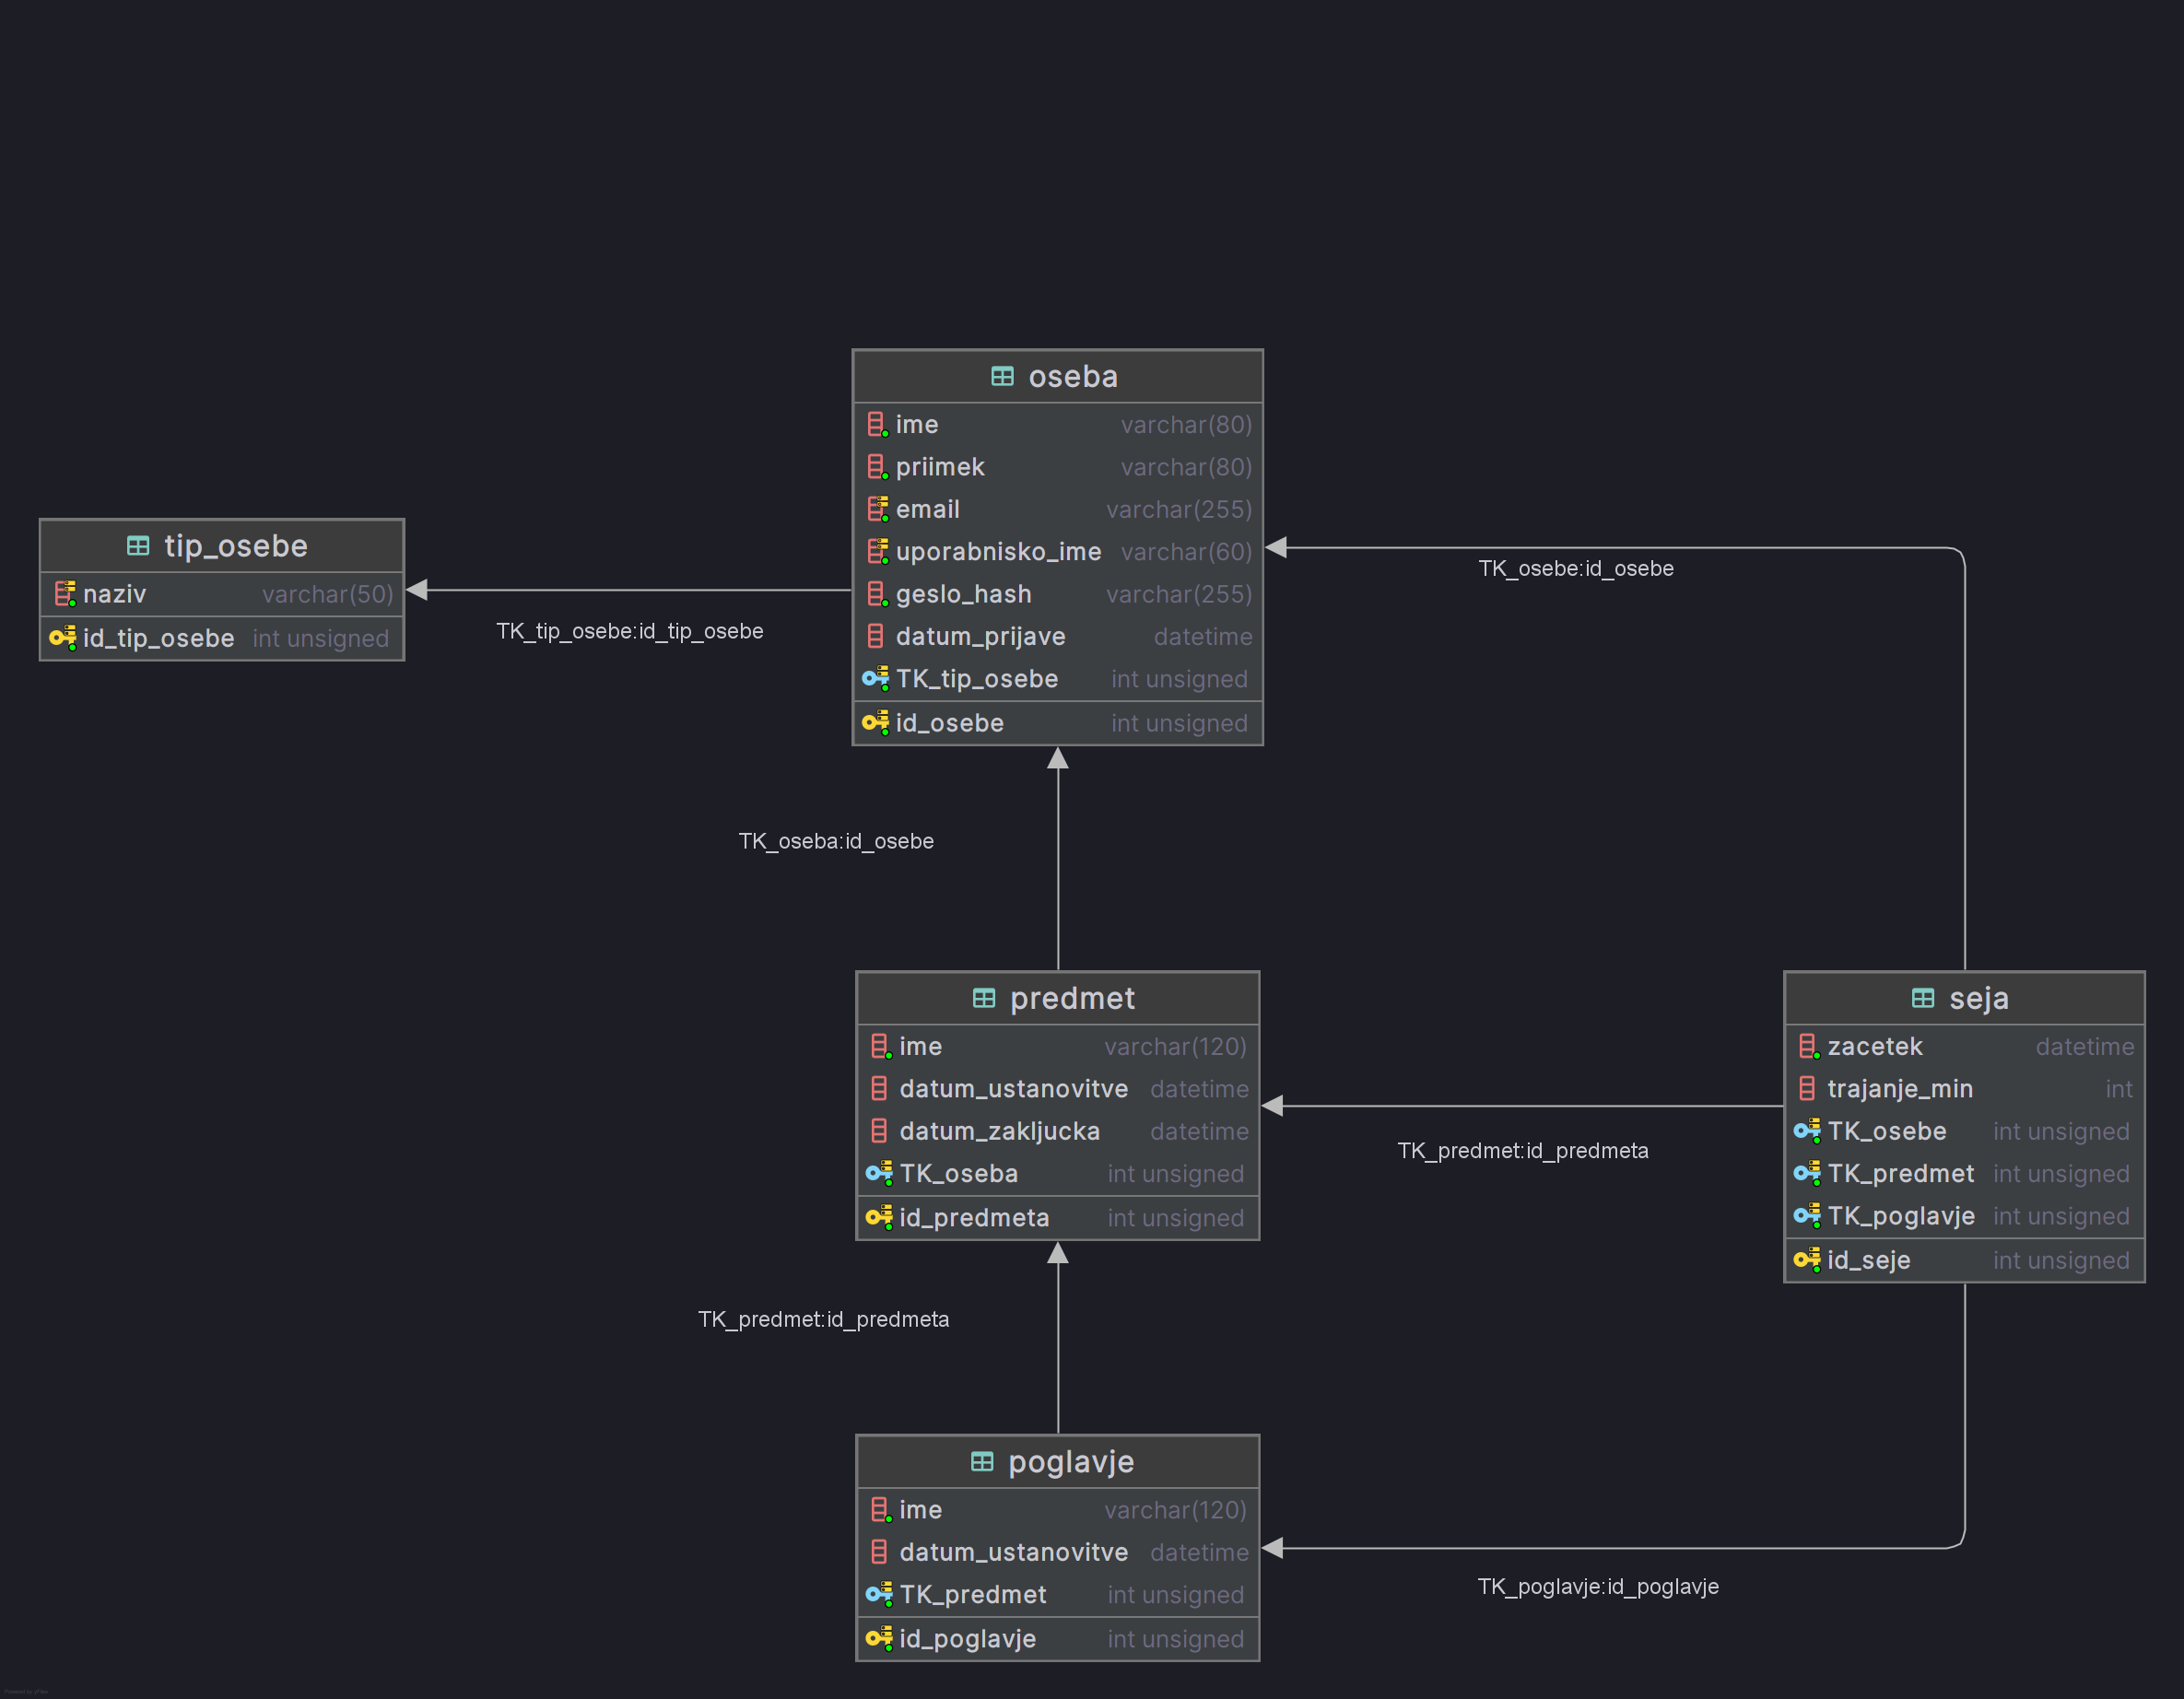 oseba
ime varchar(80)
priimek varchar(80)
email varchar(255)
uporabnisko_ime varchar(60)
geslo_hash varchar(255)
datum_prijave datetime
TK_tip_osebe int unsigned
id_osebe int unsigned
tip_osebe
naziv varchar(50)
id_tip_osebe int unsigned
TK_tip_osebe:id_tip_osebe
TK_osebe:id_osebe
TK_oseba:id_osebe
predmet
ime varchar(120)
datum_ustanovitve datetime
datum_zakljucka datetime
TK_oseba int unsigned
id_predmeta int unsigned
seja
zacetek datetime
trajanje_min int
TK_osebe int unsigned
TK_predmet int unsigned
TK_poglavje int unsigned
id_seje int unsigned
TK_predmet:id_predmeta
TK_predmet:id_predmeta
poglavje
ime varchar(120)
datum_ustanovitve datetime
TK_predmet int unsigned
id_poglavje int unsigned
TK_poglavje:id_poglavje
Powered by yFiles